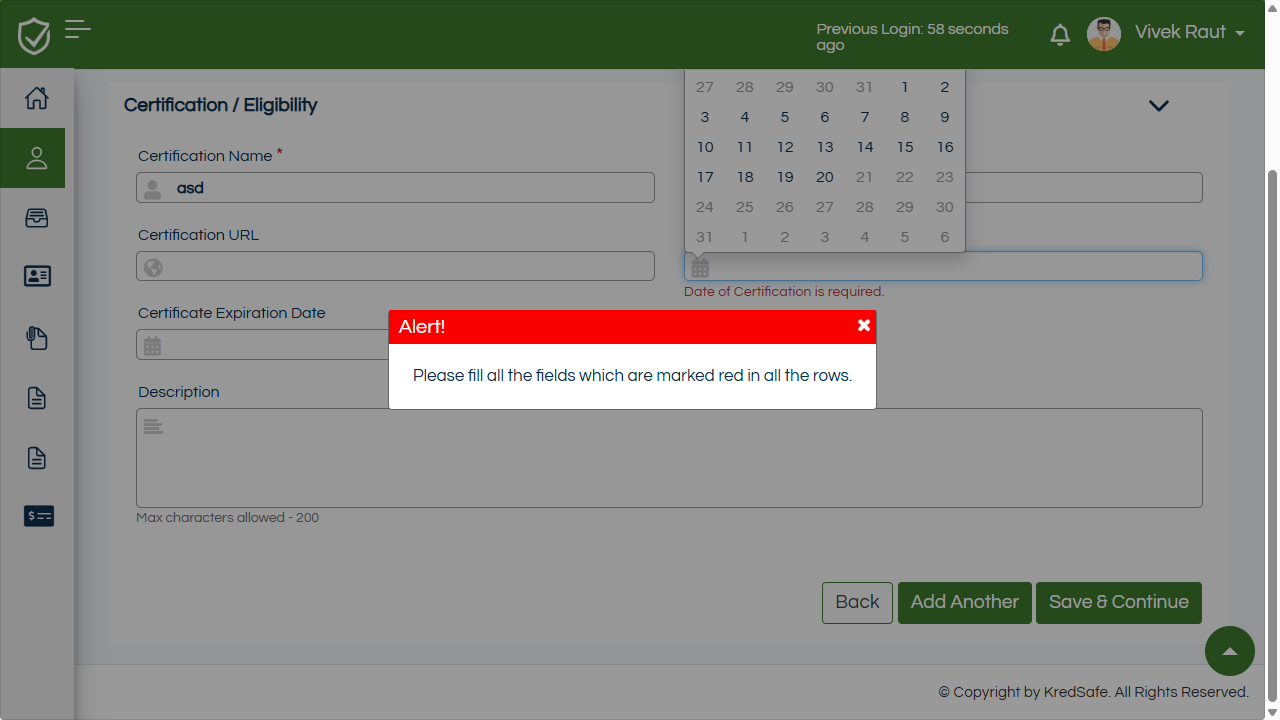 Previous Login: 58 seconds
ago
Vivek Raut
27 28 29 30 31 1 2
3 4 5 6 7 8 9
10 11 12 13 14 15 16
17 18 19 20 21 22 23
24 25 26 27 28 29 30
31 1 2 3 4 5 6
Certification / Eligibility
Certification Name *
asd
Certification URL
Date of Certification is required.
Certificate Expiration Date
Alert!
Please fill all the fields which are marked red in all the rows.
Description
Max characters allowed - 200
Back
Add Another
Save & Continue
© Copyright by KredSafe. All Rights Reserved.